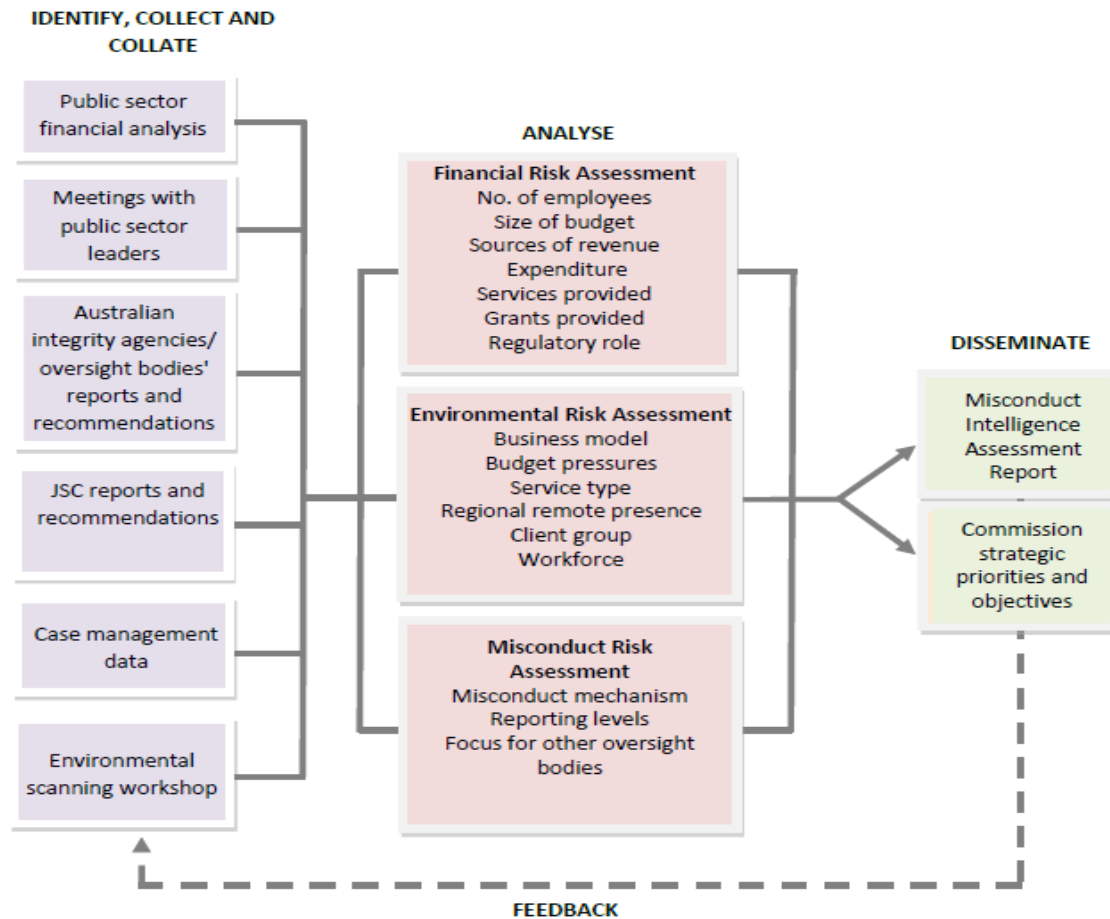 IDENTIFY, COLLECT AND
COLLATE
Public sector
financial analysis
Meetings with
public sector
leaders
Australian
integrity agencies/
oversight bodies'
reports and
recommendations
JSC reports and
recommendations
Case management
data
Environmental
scanning workshop
ANALYSE
Financial Risk Assessment
No. of employees
Size of budget
Sources of revenue
Expenditure
Services provided
Grants provided
Regulatory role
Environmental Risk Assessment
Business model
Budget pressures
Service type
Regional remote presence
Client group
Workforce
Misconduct Risk
Assessment
Misconduct mechanism
Reporting levels
Focus for other oversight
bodies
DISSEMINATE
Misconduct
Intelligence
Assessment
Report
Commission
strategic
priorities and
objectives
FEEDBACK